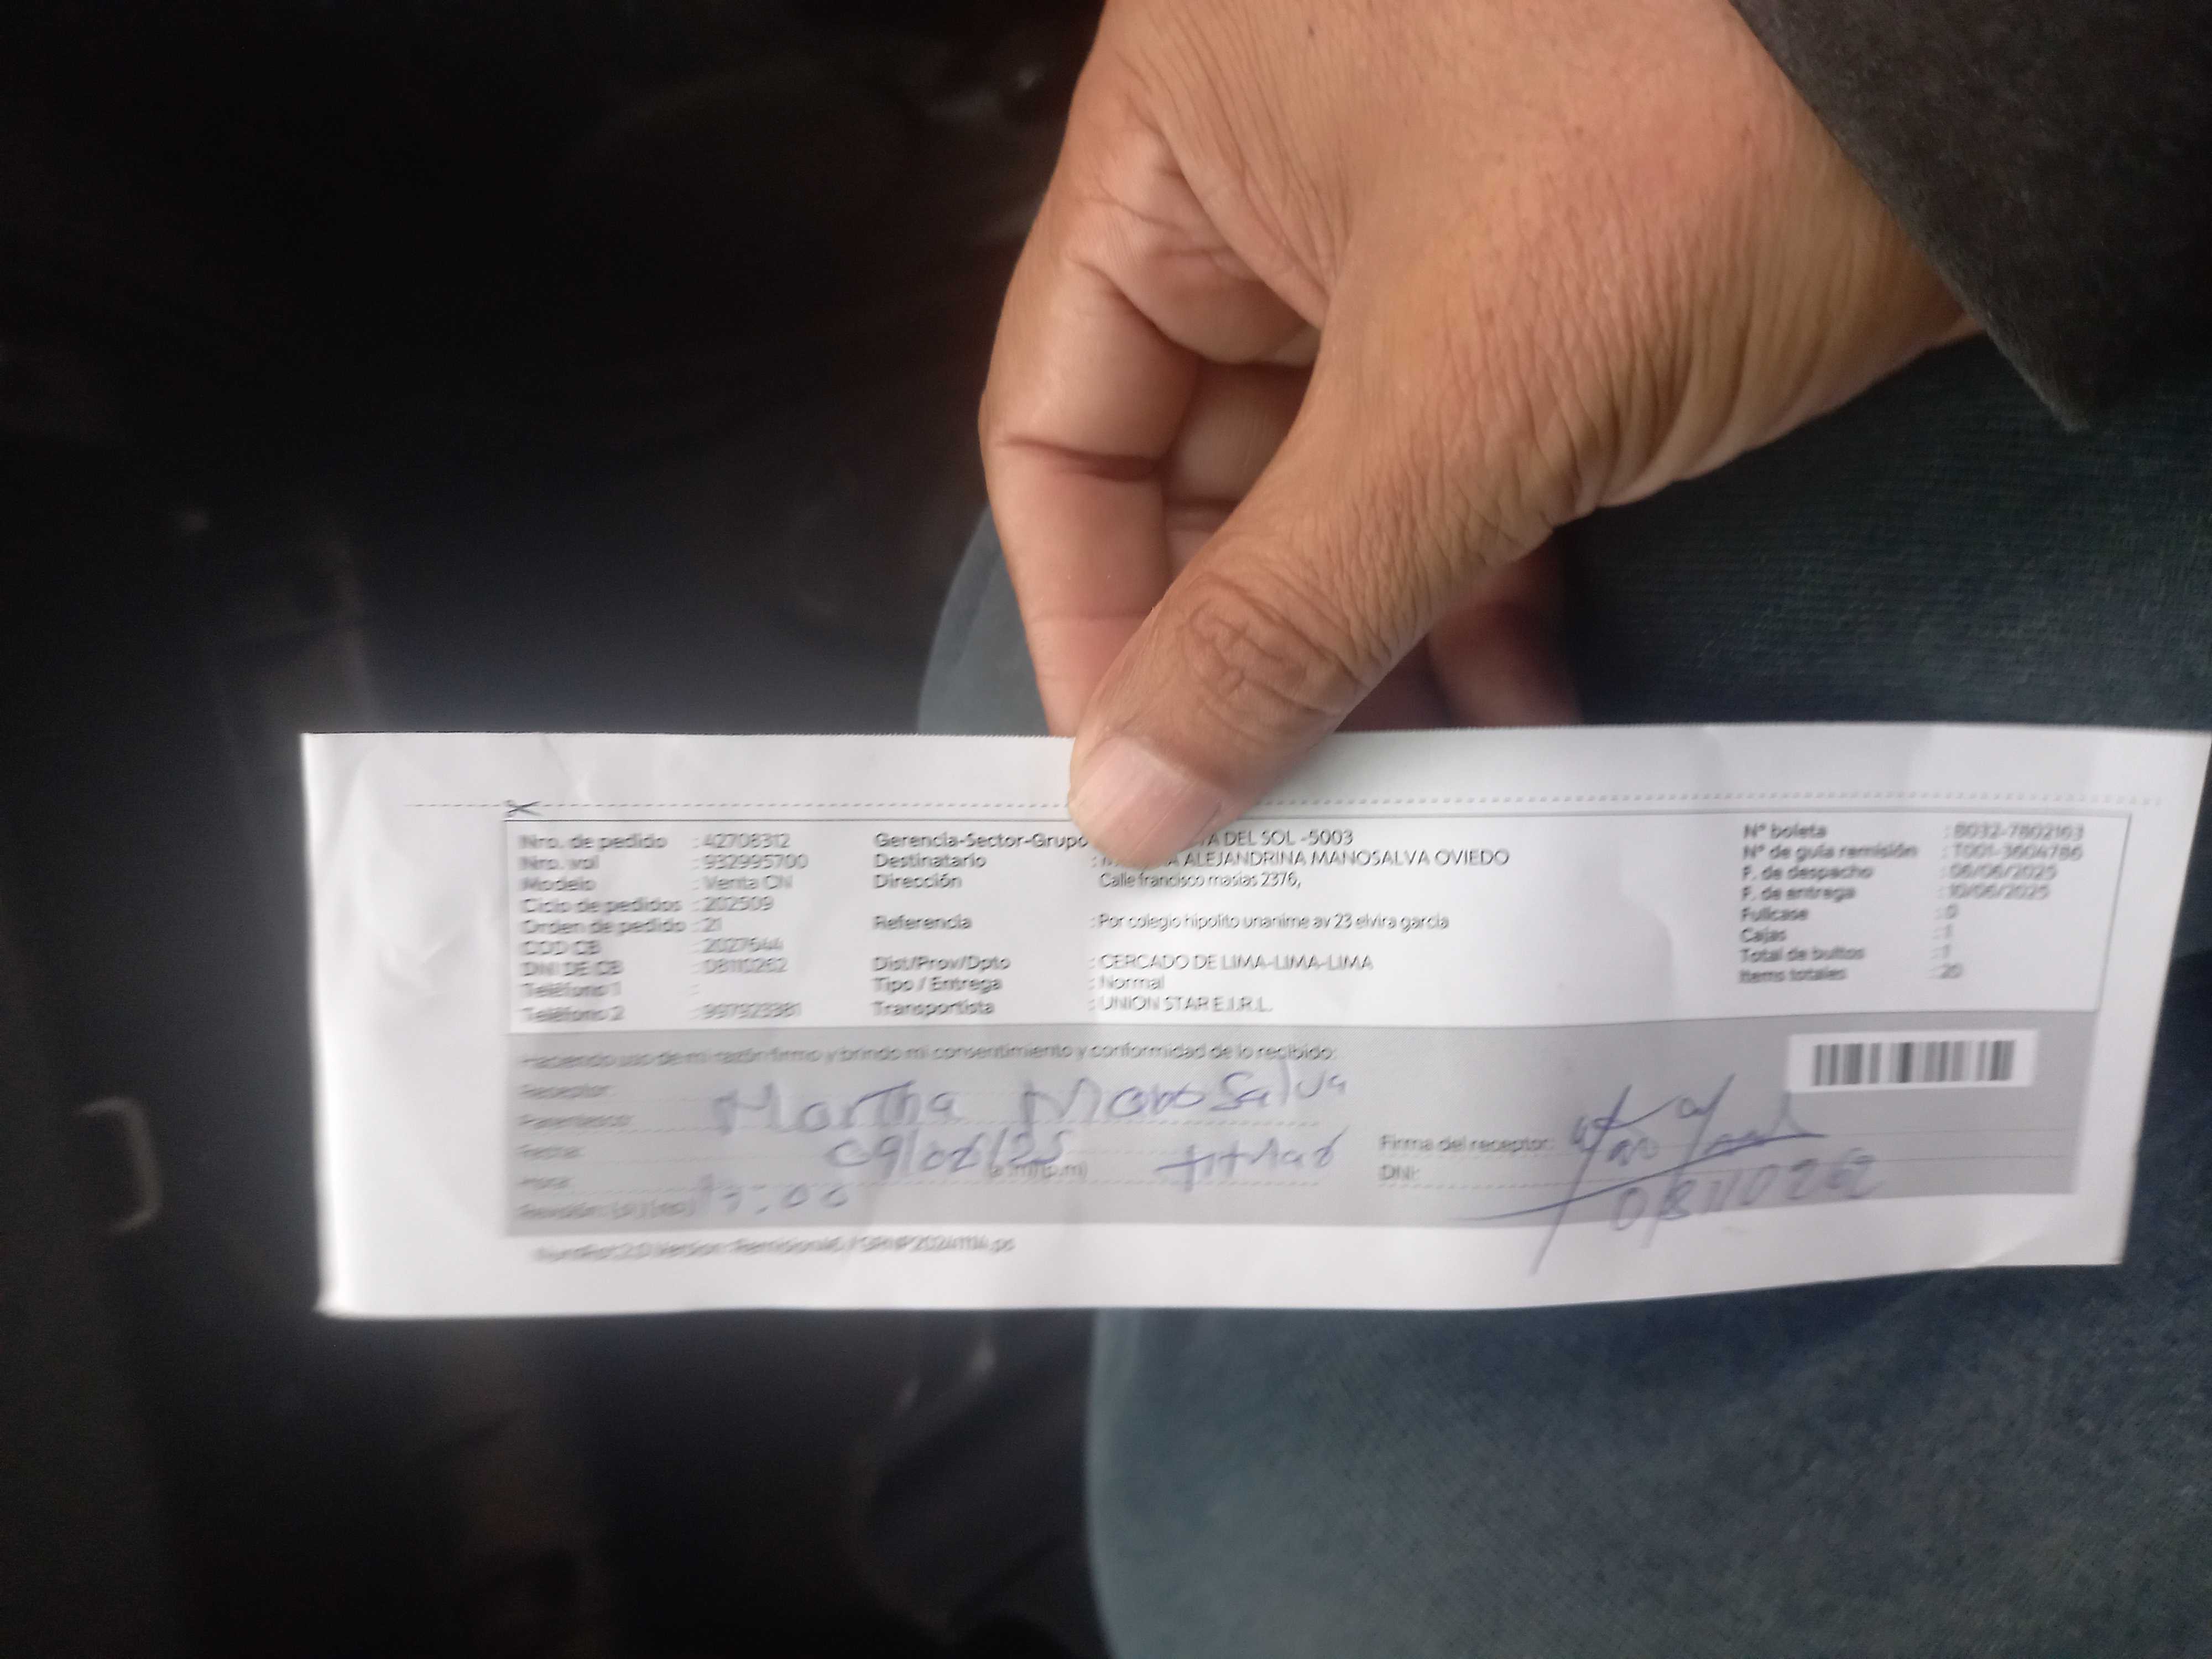 Nro. de pedido : 42708312
Nro. vol : 932995700
Modelo : Venta CN
Ciclo de pedidos : 202509
Orden de pedido : 21
COD CB : 2027644
DNI DE CB : 08110262
Teléfono 1 :
Teléfono 2 : 997923381
Gerencia-Sector-Grupo DEL SOL -5003
Destinatario : ALEJANDRINA MANOSALVA OVIEDO
Dirección Calle francisco masias 2376,
Referencia : Por colegio hipolito unanime av 23 elvira garcia
Dist/Prov/Dpto : CERCADO DE LIMA-LIMA-LIMA
Tipo / Entrega : Normal
Transportista : UNION STAR E.I.R.L.
N° boleta : B032-7802163
N° de guía remisión : T001-3604786
F. de despacho : 06/06/2025
F. de entrega : 10/06/2025
Fullcase : 0
Cajas : 1
Total de bultos : 1
Items totales : 20
Haciendo uso de mi razón firmo y brindo mi consentimiento y conformidad de lo recibido:
Receptor:
Parentesco: Martha Manosalva
Fecha: 09/06/25 titular
Hora: (a.m/p.m)
:00
Firma del receptor:
DNI: 08110262